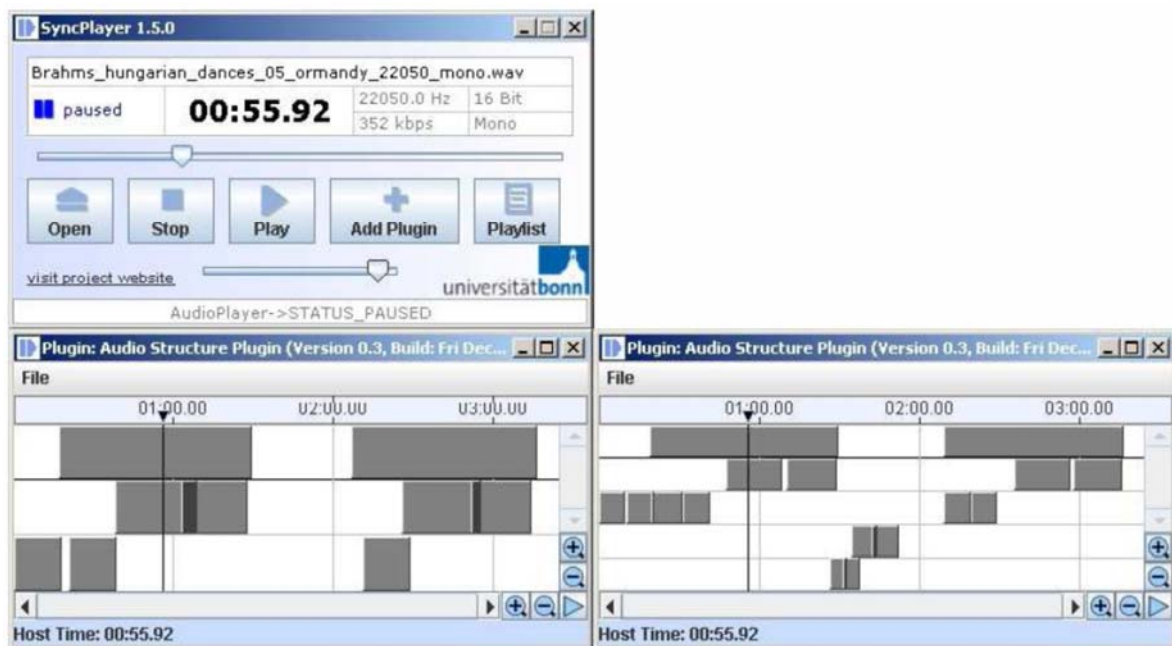 SyncPlayer 1.5.0
Brahms_hungarian_dances_05_ormandy_22050_mono.wav
paused
00:55.92
22050.0 Hz
16 Bit
352 kbps
Mono
Open
Stop
Play
Add Plugin
Playlist
visit project website
universitätbonn
AudioPlayer->STATUS_PAUSED
Plugin: Audio Structure Plugin (Version 0.3, Build: Fri Dec...
File
01:00.00 02:00.00 03:00.00
Host Time: 00:55.92
Plugin: Audio Structure Plugin (Version 0.3, Build: Fri Dec...
File
01:00.00 02:00.00 03:00.00
Host Time: 00:55.92